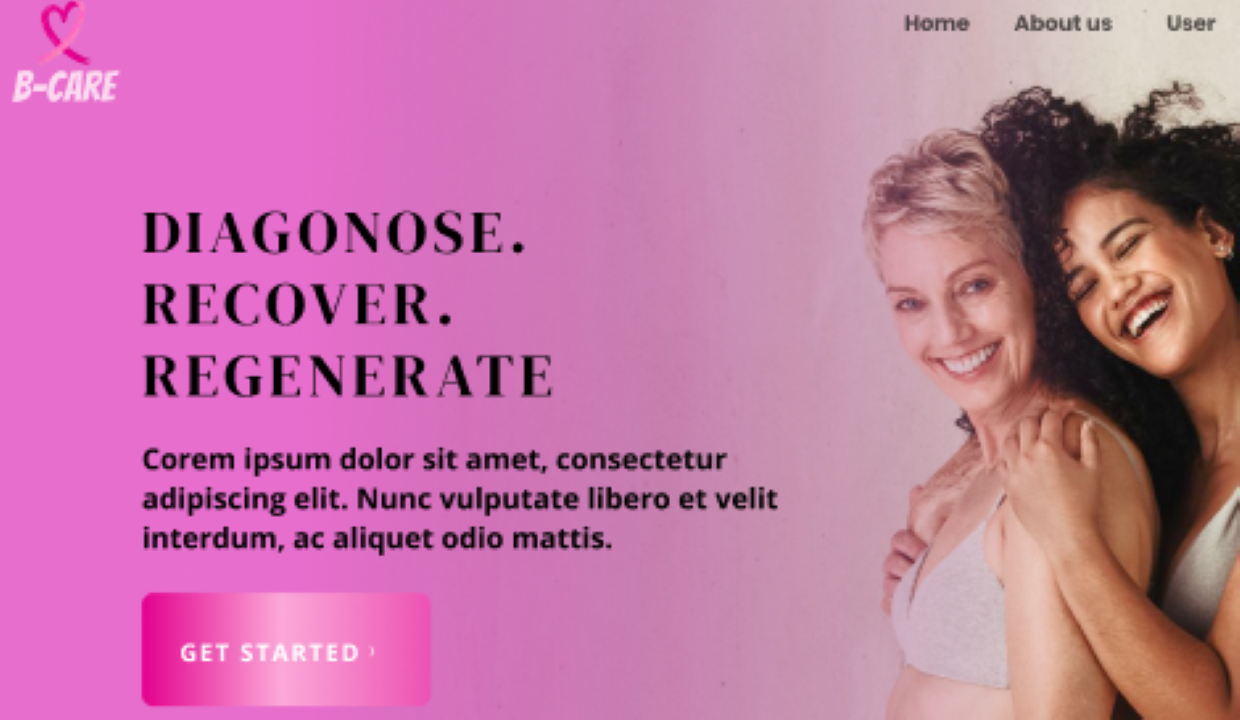 Home About us User
B-CARE
DIAGONOSE.
RECOVER.
REGENERATE
Corem ipsum dolor sit amet, consectetur
adipiscing elit. Nunc vulputate libero et velit
interdum, ac aliquet odio mattis.
GET STARTED ›